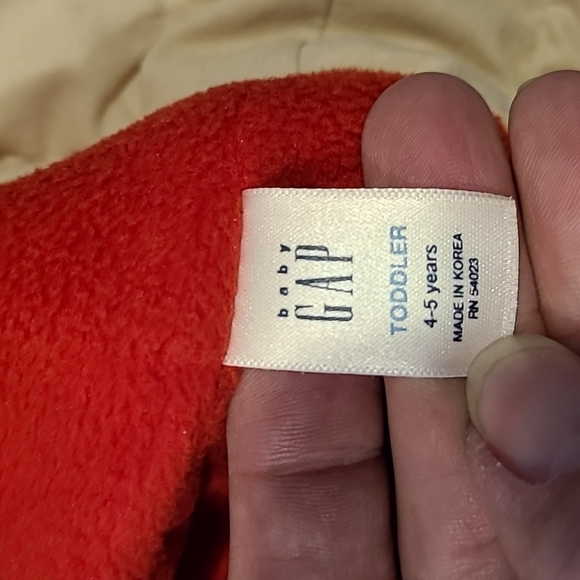 baby
GAP
TODDLER
4-5 years
MADE IN KOREA
RN 54023